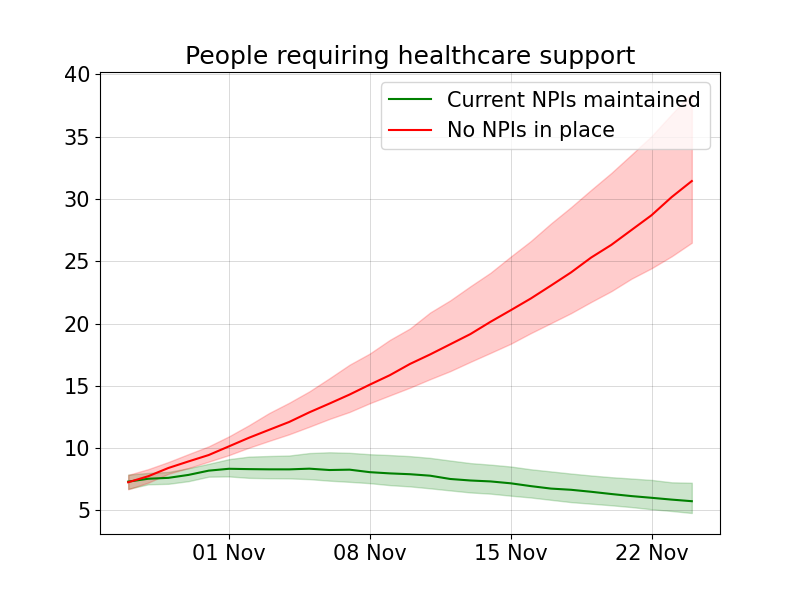 People requiring healthcare support
40
35
30
25
20
15
10
5
Current NPIs maintained
No NPIs in place
01 Nov
08 Nov
15 Nov
22 Nov